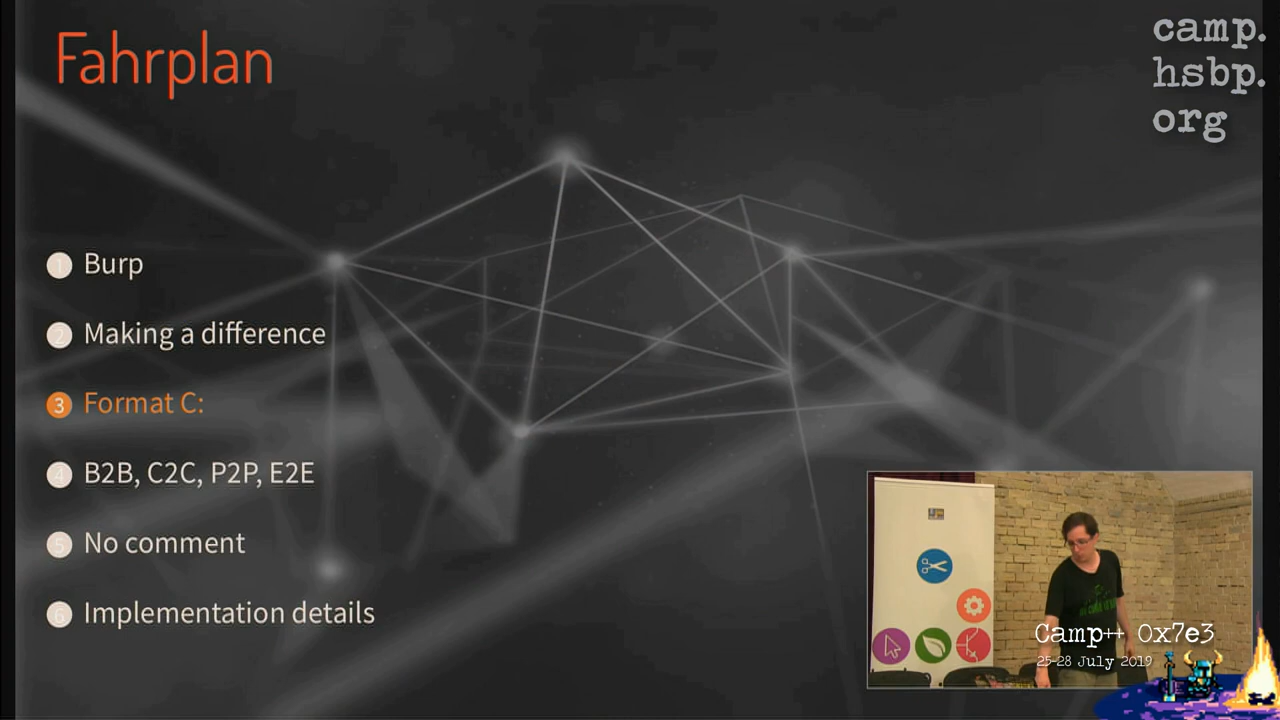 Fahrplan
camp.
hsbp.
org
1 Burp
2 Making a difference
3 Format C:
4 B2B, C2C, P2P, E2E
5 No comment
6 Implementation details
Camp++ 0x7e3
25-28 July 2019